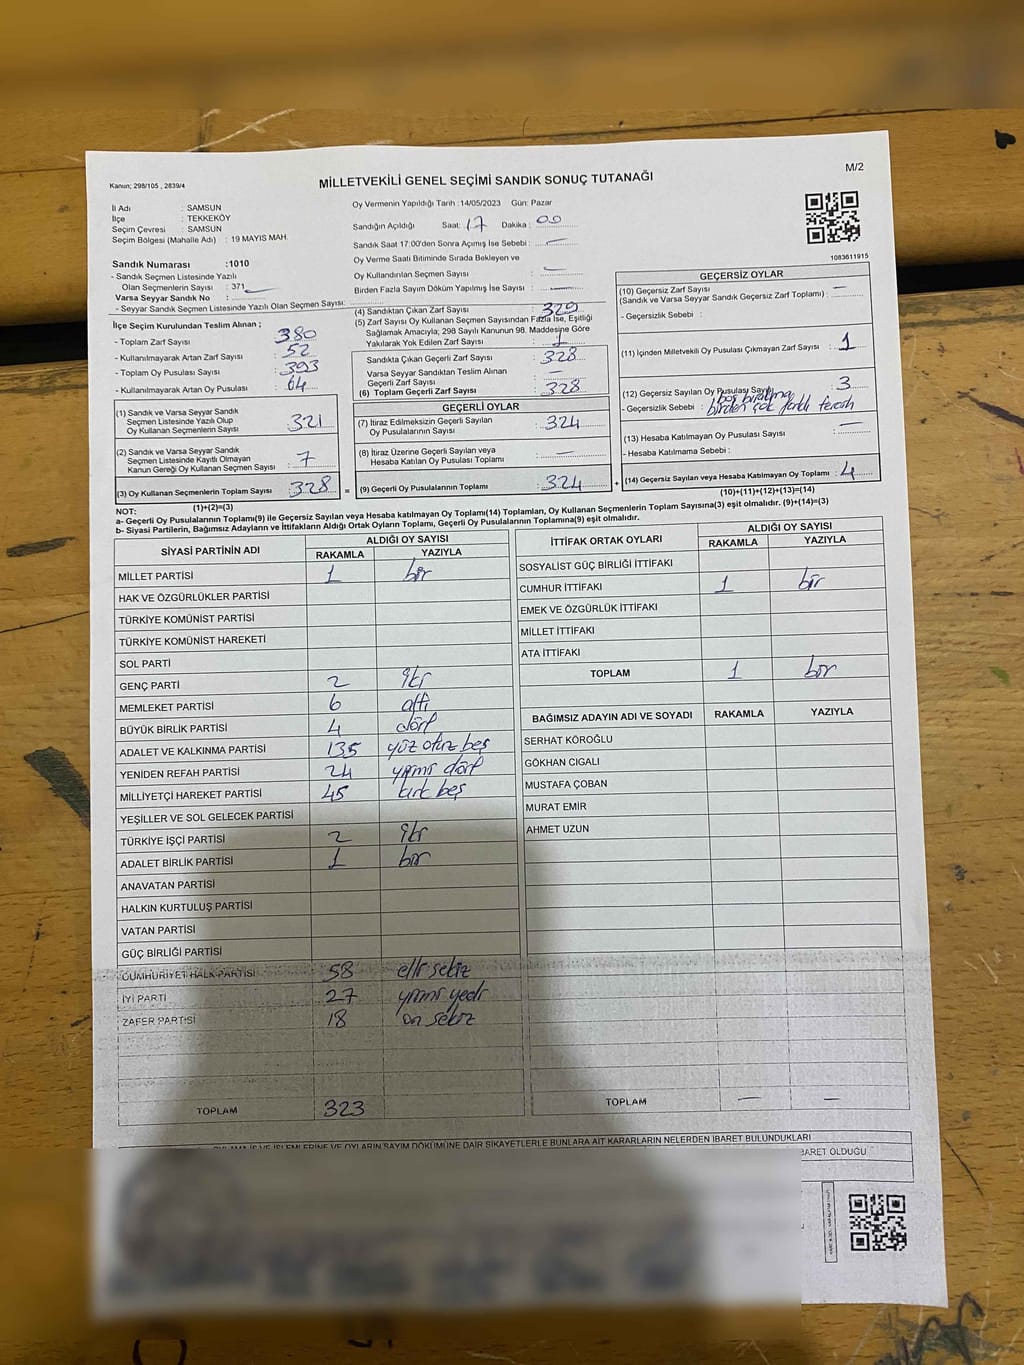 M/2
Kanun; 298/105 , 2839/4
MİLLETVEKİLİ GENEL SEÇİMİ SANDIK SONUÇ TUTANAĞI
İl Adı : SAMSUN
İlçe : TEKKEKÖY
Seçim Çevresi : SAMSUN
Seçim Bölgesi (Mahalle Adı) : 19 MAYIS MAH.
Sandık Numarası :1010
- Sandık Seçmen Listesinde Yazılı
Olan Seçmenlerin Sayısı : 371
Varsa Seyyar Sandık No :
- Seyyar Sandık Seçmen Listesinde Yazılı Olan Seçmen Sayısı:
Oy Vermenin Yapıldığı Tarih :14/05/2023 Gün: Pazar
Sandığın Açıldığı Saat: 17 Dakika : 00
Sandık Saat 17:00'den Sonra Açımış İse Sebebi : —
Oy Verme Saati Bitiminde Sırada Bekleyen ve
Oy Kullandırılan Seçmen Sayısı : —
Birden Fazla Sayım Döküm Yapılmış İse Sayısı : —
1083611915
İlçe Seçim Kurulundan Teslim Alınan ;
- Toplam Zarf Sayısı : 380
- Kullanılmayarak Artan Zarf Sayısı : 52
- Toplam Oy Pusulası Sayısı : 393
- Kullanılmayarak Artan Oy Pusulası : 64
(1) Sandık ve Varsa Seyyar Sandık
Seçmen Listesinde Yazılı Olup
Oy Kullanan Seçmenlerin Sayısı : 321
(2) Sandık ve Varsa Seyyar Sandık
Seçmen Listesinde Kayıtlı Olmayan
Kanun Gereği Oy Kullanan Seçmen Sayısı : 7
(3) Oy Kullanan Seçmenlerin Toplam Sayısı : 328 =
(1)+(2)=(3)
(4) Sandıktan Çıkan Zarf Sayısı : 329
(5) Zarf Sayısı Oy Kullanan Seçmen Sayısından Fazla İse, Eşitliği
Sağlamak Amacıyla; 298 Sayılı Kanunun 98. Maddesine Göre
Yakılarak Yok Edilen Zarf Sayısı : 1
Sandıkta Çıkan Geçerli Zarf Sayısı : 328
Varsa Seyyar Sandıktan Teslim Alınan
Geçerli Zarf Sayısı : —
(6) Toplam Geçerli Zarf Sayısı : 328
GEÇERLİ OYLAR
(7) İtiraz Edilmeksizin Geçerli Sayılan
Oy Pusulalarının Sayısı : 324
(8) İtiraz Üzerine Geçerli Sayılan veya
Hesaba Katılan Oy Pusulası Toplamı : —
(9) Geçerli Oy Pusulalarının Toplamı : 324 +
GEÇERSİZ OYLAR
(10) Geçersiz Zarf Sayısı
(Sandık ve Varsa Seyyar Sandık Geçersiz Zarf Toplamı) : —
- Geçersizlik Sebebi :
(11) İçinden Milletvekili Oy Pusulası Çıkmayan Zarf Sayısı : 1
(12) Geçersiz Sayılan Oy Pusulası Sayısı : 3
boş bırakma
- Geçersizlik Sebebi : birden çok farklı tercih
(13) Hesaba Katılmayan Oy Pusulası Sayısı : —
- Hesaba Katılmama Sebebi :
(14) Geçersiz Sayılan veya Hesaba Katılmayan Oy Toplamı : 4
(10)+(11)+(12)+(13)=(14)
NOT:
a- Geçerli Oy Pusulalarının Toplamı(9) ile Geçersiz Sayılan veya Hesaba katılmayan Oy Toplamı(14) Toplamları, Oy Kullanan Seçmenlerin Toplam Sayısına(3) eşit olmalıdır. (9)+(14)=(3)
b- Siyasi Partilerin, Bağımsız Adayların ve İttifakların Aldığı Ortak Oyların Toplamı, Geçerli Oy Pusulalarının Toplamına(9) eşit olmalıdır.
SİYASİ PARTİNİN ADI ALDIĞI OY SAYISI
RAKAMLA YAZIYLA
MİLLET PARTİSİ 1 bir
HAK VE ÖZGÜRLÜKLER PARTİSİ
TÜRKİYE KOMÜNİST PARTİSİ
TÜRKİYE KOMÜNİST HAREKETİ
SOL PARTİ
GENÇ PARTİ 2 iki
MEMLEKET PARTİSİ 6 altı
BÜYÜK BİRLİK PARTİSİ 4 dört
ADALET VE KALKINMA PARTİSİ 135 yüz otuz beş
YENİDEN REFAH PARTİSİ 24 yirmi dört
MİLLİYETÇİ HAREKET PARTİSİ 45 kırk beş
YEŞİLLER VE SOL GELECEK PARTİSİ
TÜRKİYE İŞÇİ PARTİSİ 2 iki
ADALET BİRLİK PARTİSİ 1 bir
ANAVATAN PARTİSİ
HALKIN KURTULUŞ PARTİSİ
VATAN PARTİSİ
GÜÇ BİRLİĞİ PARTİSİ
CUMHURİYET HALK PARTİSİ 58 elli sekiz
İYİ PARTİ 27 yirmi yedi
ZAFER PARTİSİ 18 on sekiz
TOPLAM 323
İTTİFAK ORTAK OYLARI ALDIĞI OY SAYISI
RAKAMLA YAZIYLA
SOSYALİST GÜÇ BİRLİĞİ İTTİFAKI
CUMHUR İTTİFAKI 1 bir
EMEK VE ÖZGÜRLÜK İTTİFAKI
MİLLET İTTİFAKI
ATA İTTİFAKI
TOPLAM 1 bir
BAĞIMSIZ ADAYIN ADI VE SOYADI RAKAMLA YAZIYLA
SERHAT KÖROĞLU
GÖKHAN CIGALI
MUSTAFA ÇOBAN
MURAT EMİR
AHMET UZUN
TOPLAM — —
OYLAMA İŞ VE İŞLEMLERİNE VE OYLARIN SAYIM DÖKÜMÜNE DAİR ŞİKAYETLERLE BUNLARA AİT KARARLARIN NELERDEN İBARET BULUNDUKLARI
BARET OLDUĞU